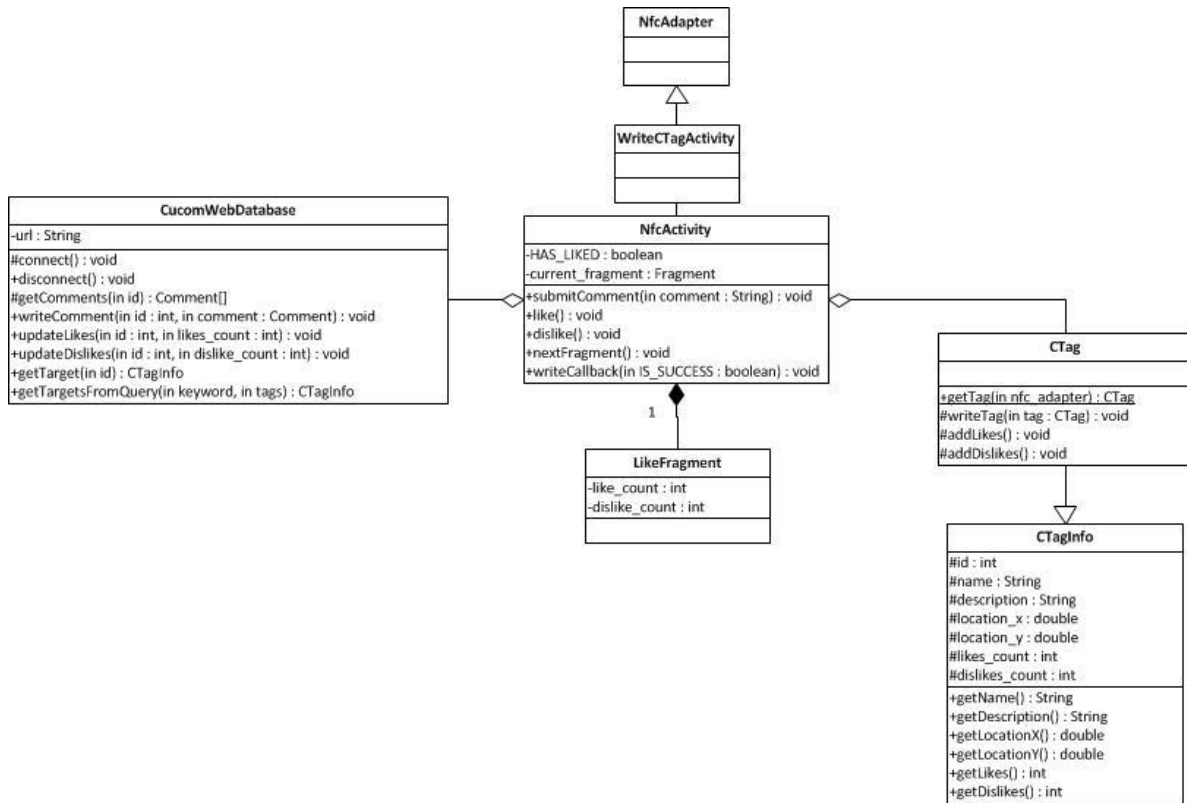 NfcAdapter
WriteCTagActivity
CucomWebDatabase
-url : String
#connect() : void
+disconnect() : void
#getComments(in id) : Comment[]
+writeComment(in id : int, in comment : Comment) : void
+updateLikes(in id : int, in likes_count : int) : void
+updateDislikes(in id : int, in dislike_count : int) : void
+getTarget(in id) : CTagInfo
+getTargetsFromQuery(in keyword, in tags) : CTagInfo
NfcActivity
-HAS_LIKED : boolean
-current_fragment : Fragment
+submitComment(in comment : String) : void
+like() : void
+dislike() : void
+nextFragment() : void
+writeCallback(in IS_SUCCESS : boolean) : void
1
LikeFragment
-like_count : int
-dislike_count : int
CTag
+getTag(in nfc_adapter) : CTag
#writeTag(in tag : CTag) : void
#addLikes() : void
#addDislikes() : void
CTagInfo
#id : int
#name : String
#description : String
#location_x : double
#location_y : double
#likes_count : int
#dislikes_count : int
+getName() : String
+getDescription() : String
+getLocationX() : double
+getLocationY() : double
+getLikes() : int
+getDislikes() : int